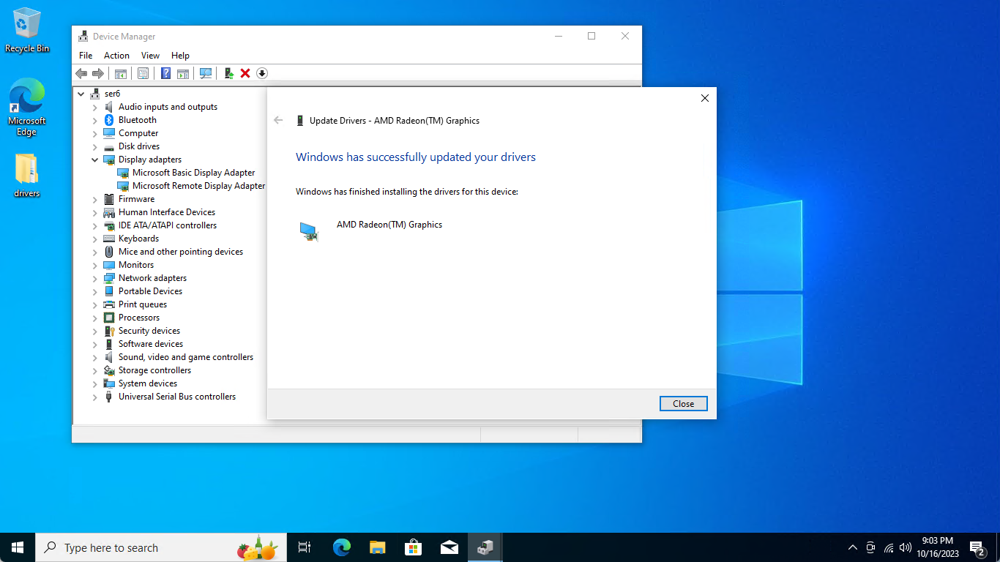 Recycle Bin
Microsoft
Edge
drivers
Device Manager
File Action View Help
ser6
Audio inputs and outputs
Bluetooth
Computer
Disk drives
Display adapters
Microsoft Basic Display Adapter
Microsoft Remote Display Adapter
Firmware
Human Interface Devices
IDE ATA/ATAPI controllers
Keyboards
Mice and other pointing devices
Monitors
Network adapters
Portable Devices
Print queues
Processors
Security devices
Software devices
Sound, video and game controllers
Storage controllers
System devices
Universal Serial Bus controllers
Update Drivers - AMD Radeon(TM) Graphics
Windows has successfully updated your drivers
Windows has finished installing the drivers for this device:
AMD Radeon(TM) Graphics
Close
Type here to search
9:03 PM
10/16/2023
2